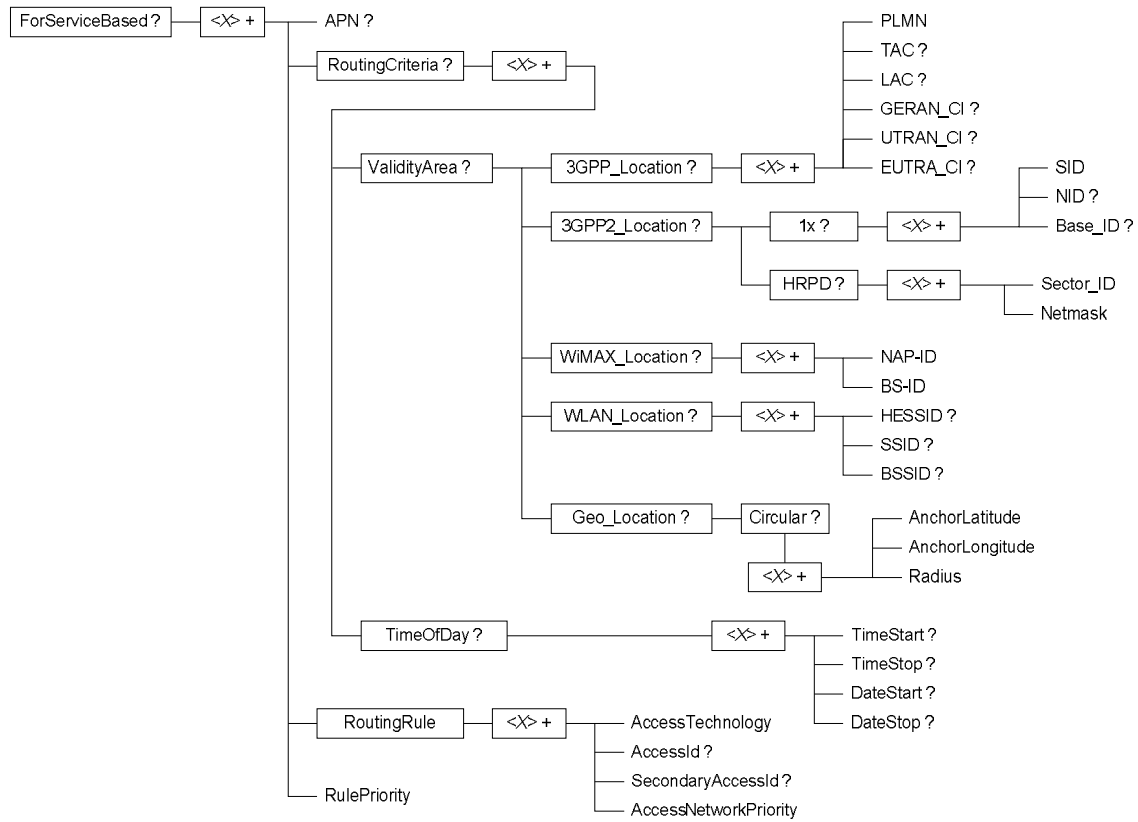 ForServiceBased ?
<X> +
APN ?
RoutingCriteria ?
<X> +
ValidityArea ?
3GPP_Location ?
<X> +
PLMN
TAC ?
LAC ?
GERAN_CI ?
UTRAN_CI ?
EUTRA_CI ?
3GPP2_Location ?
1x ?
<X> +
SID
NID ?
Base_ID ?
HRPD ?
<X> +
Sector_ID
Netmask
WiMAX_Location ?
<X> +
NAP-ID
BS-ID
WLAN_Location ?
<X> +
HESSID ?
SSID ?
BSSID ?
Geo_Location ?
Circular ?
<X> +
AnchorLatitude
AnchorLongitude
Radius
TimeOfDay ?
<X> +
TimeStart ?
TimeStop ?
DateStart ?
DateStop ?
RoutingRule
<X> +
AccessTechnology
AccessId ?
SecondaryAccessId ?
AccessNetworkPriority
RulePriority